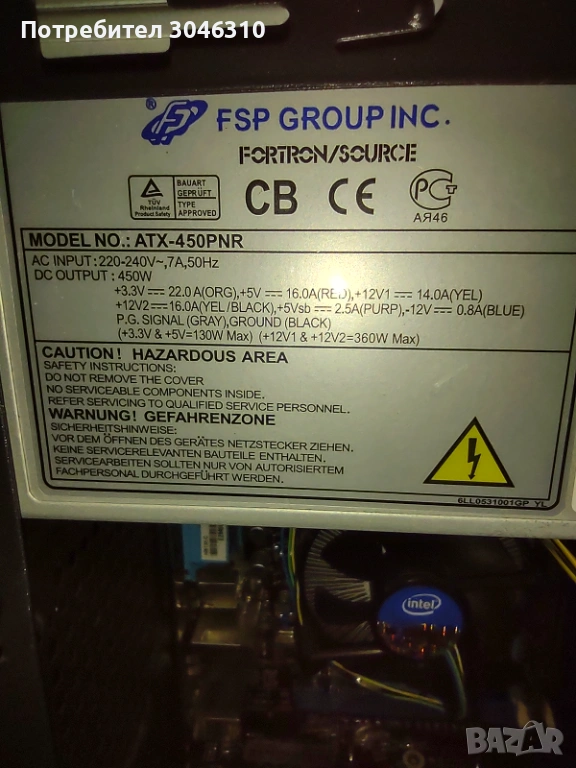 Потребител 3046310
® FSP GROUP INC.
FORTRON/SOURCE
TÜV
Rheinland
Product Safety
BAUART
GEPRÜFT
TYPE
APPROVED
CB CE
АЯ46
MODEL NO.: ATX-450PNR
AC INPUT: 220-240V~,7A,50Hz
DC OUTPUT : 450W
+3.3V ⎓ 22.0A(ORG),+5V ⎓ 16.0A(RED),+12V1 ⎓ 14.0A(YEL)
+12V2 ⎓ 16.0A(YEL/BLACK),+5Vsb ⎓ 2.5A(PURP),-12V ⎓ 0.8A(BLUE)
P.G. SIGNAL (GRAY),GROUND (BLACK)
(+3.3V & +5V=130W Max) (+12V1 & +12V2=360W Max)
CAUTION! HAZARDOUS AREA
SAFETY INSTRUCTIONS:
DO NOT REMOVE THE COVER
NO SERVICEABLE COMPONENTS INSIDE.
REFER SERVICING TO QUALIFIED SERVICE PERSONNEL.
WARNUNG! GEFAHRENZONE
SICHERHEITSHINWEISE:
VOR DEM ÖFFNEN DES GERÄTES NETZSTECKER ZIEHEN.
KEINE SERVICERELEVANTEN BAUTEILE ENTHALTEN.
SERVICEARBEITEN SOLLTEN NUR VON AUTORISIERTEM
FACHPERSONAL DURCHGEFÜHRT WERDEN.
6LL0531001GP YL
intel
BAZAR